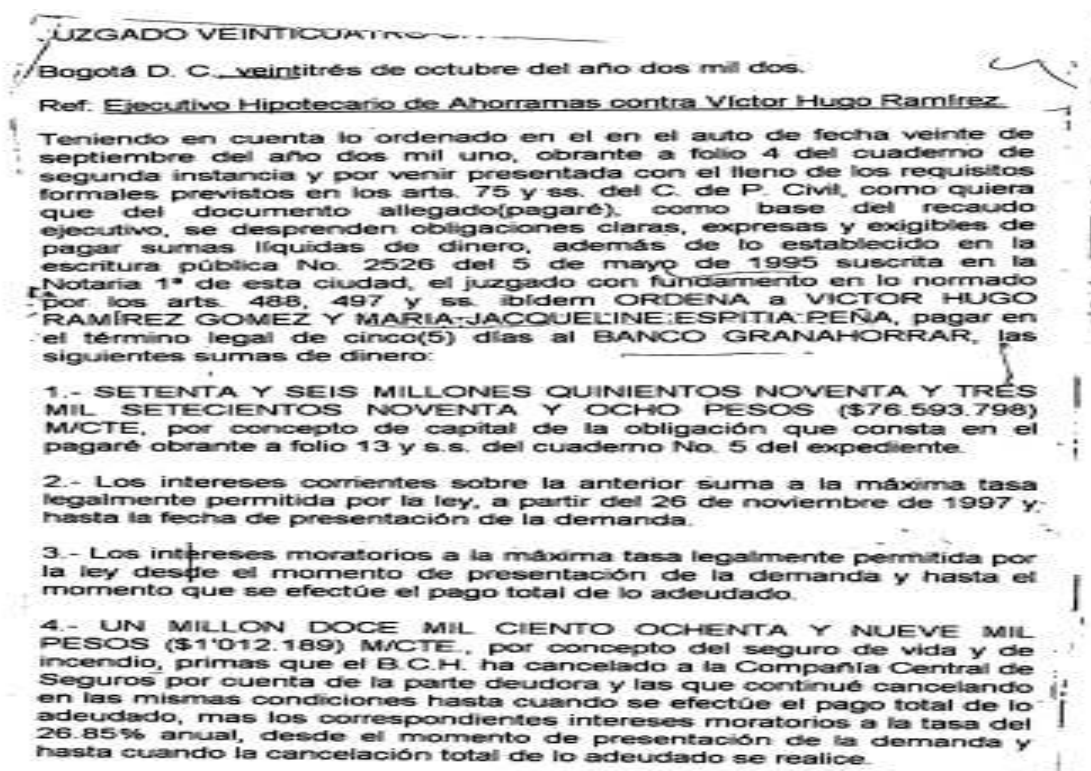 JUZGADO VEINTICUATRO
Bogotá D. C., veintitrés de octubre del año dos mil dos.
Ref: Ejecutivo Hipotecario de Ahorramas contra Víctor Hugo Ramírez.
Teniendo en cuenta lo ordenado en el en el auto de fecha veinte de
septiembre del año dos mil uno, obrante a folio 4 del cuaderno de
segunda instancia y por venir presentada con el lleno de los requisitos
formales previstos en los arts. 75 y ss. del C. de P. Civil, como quiera
que del documento allegado(pagaré), como base del recaudo
ejecutivo, se desprenden obligaciones claras, expresas y exigibles de
pagar sumas líquidas de dinero, además de lo establecido en la
escritura pública No. 2526 del 5 de mayo de 1995 suscrita en la
Notaria 1ª de esta ciudad, el juzgado con fundamento en lo normado
por los arts. 488, 497 y ss. ibídem ORDENA a VICTOR HUGO
RAMÍREZ GOMEZ Y MARIA JACQUELINE ESPITIA PEÑA, pagar en
el término legal de cinco(5) días al BANCO GRANAHORRAR, las
siguientes sumas de dinero:
1.- SETENTA Y SEIS MILLONES QUINIENTOS NOVENTA Y TRES
MIL SETECIENTOS NOVENTA Y OCHO PESOS ($76.593.798)
M/CTE, por concepto de capital de la obligación que consta en el
pagaré obrante a folio 13 y s.s. del cuaderno No. 5 del expediente.
2.- Los intereses corrientes sobre la anterior suma a la máxima tasa
legalmente permitida por la ley, a partir del 26 de noviembre de 1997 y
hasta la fecha de presentación de la demanda.
3.- Los intereses moratorios a la máxima tasa legalmente permitida por
la ley desde el momento de presentación de la demanda y hasta el
momento que se efectúe el pago total de lo adeudado.
4.- UN MILLON DOCE MIL CIENTO OCHENTA Y NUEVE MIL
PESOS ($1'012.189) M/CTE., por concepto del seguro de vida y de
incendio, primas que el B.C.H. ha cancelado a la Compañía Central de
Seguros por cuenta de la parte deudora y las que continué cancelando
en las mismas condiciones hasta cuando se efectúe el pago total de lo
adeudado, mas los correspondientes intereses moratorios a la tasa del
26.85% anual, desde el momento de presentación de la demanda y
hasta cuando la cancelación total de lo adeudado se realice.